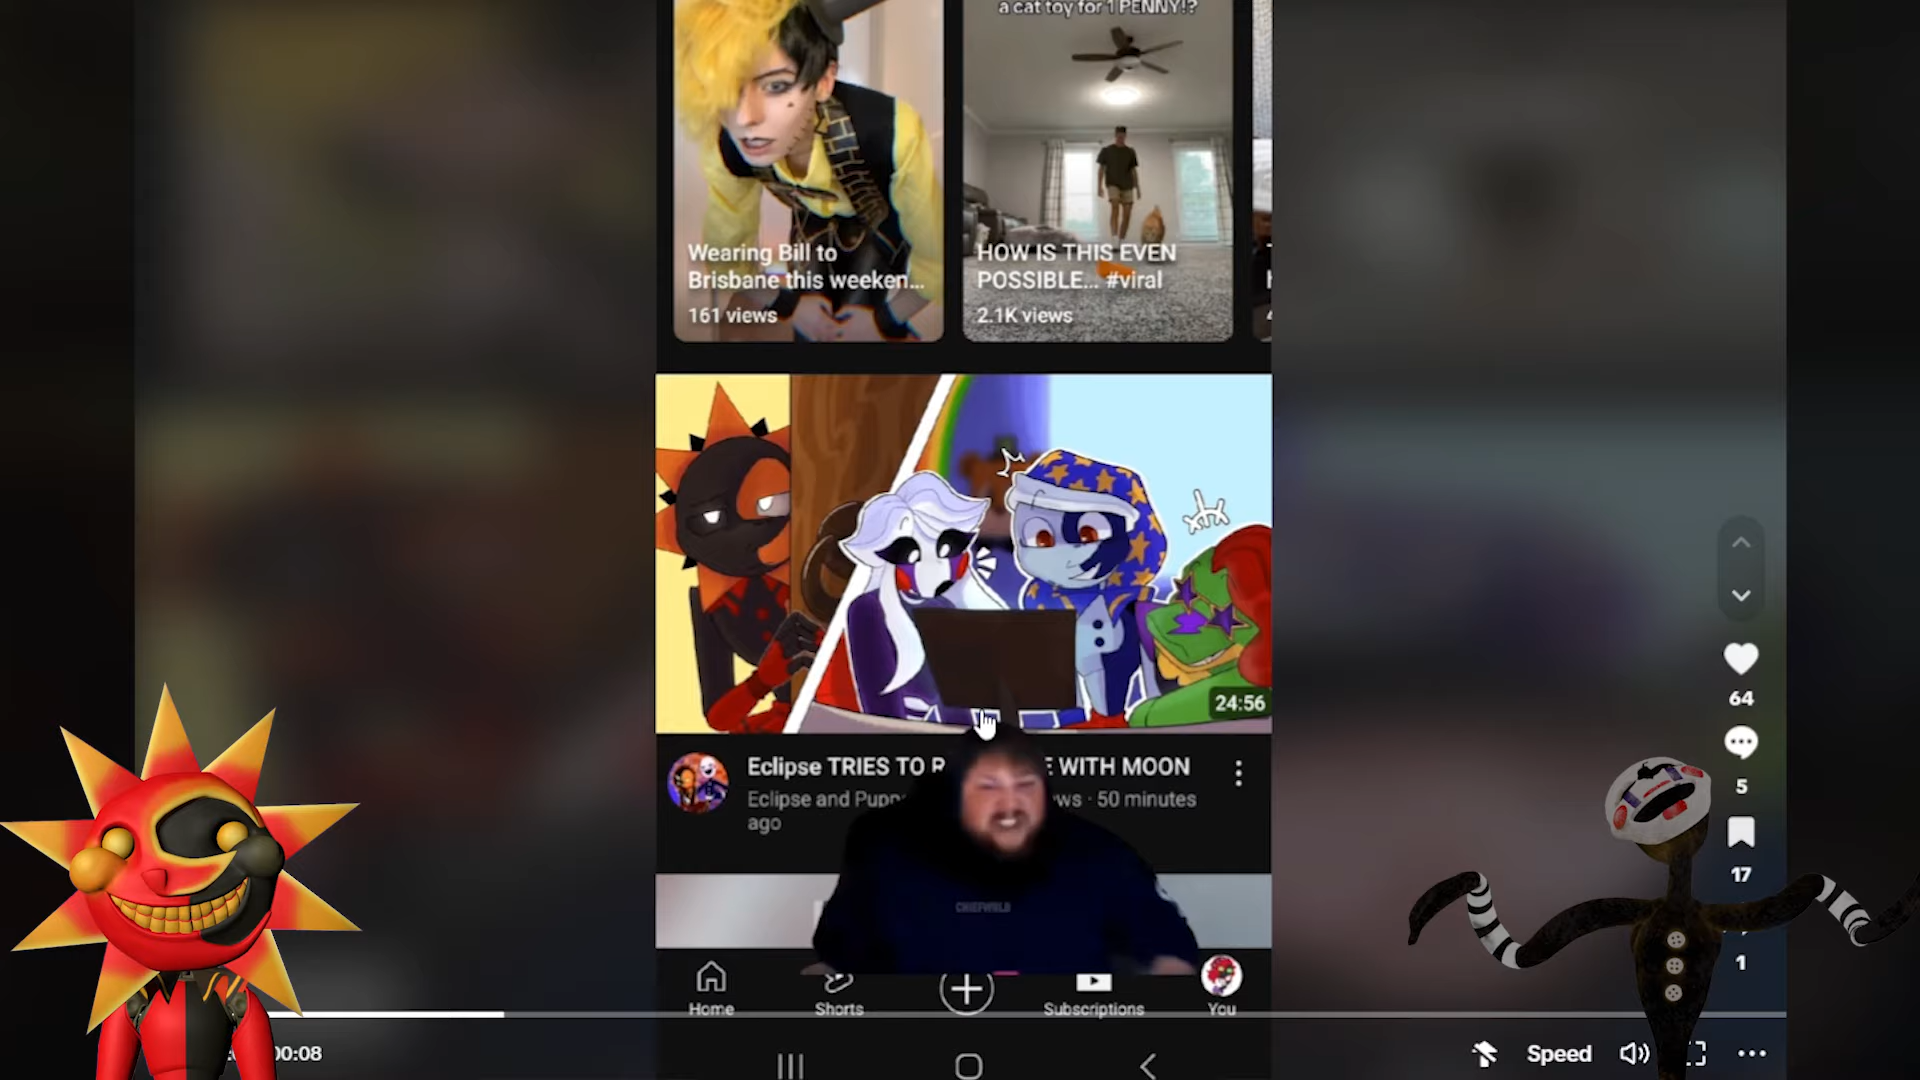 a cat toy for 1 PENNY!?
Wearing Bill to
Brisbane this weeken...
161 views
HOW IS THIS EVEN
POSSIBLE... #viral
2.1K views
24:56
Eclipse TRIES TO WITH MOON
Eclipse and 50 minutes
ago
64
5
17
1
CHIEFWRLD
Home
Shorts
Subscriptions
You
00:08
Speed